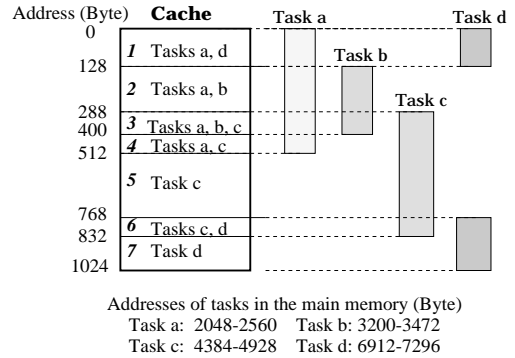 Address (Byte) Cache Task a Task d
0
1 Tasks a, d
Task b
128
2 Tasks a, b
Task c
288
3 Tasks a, b, c
400
4 Tasks a, c
512
5 Task c
768
6 Tasks c, d
832
7 Task d
1024
Addresses of tasks in the main memory (Byte)
Task a: 2048-2560 Task b: 3200-3472
Task c: 4384-4928 Task d: 6912-7296